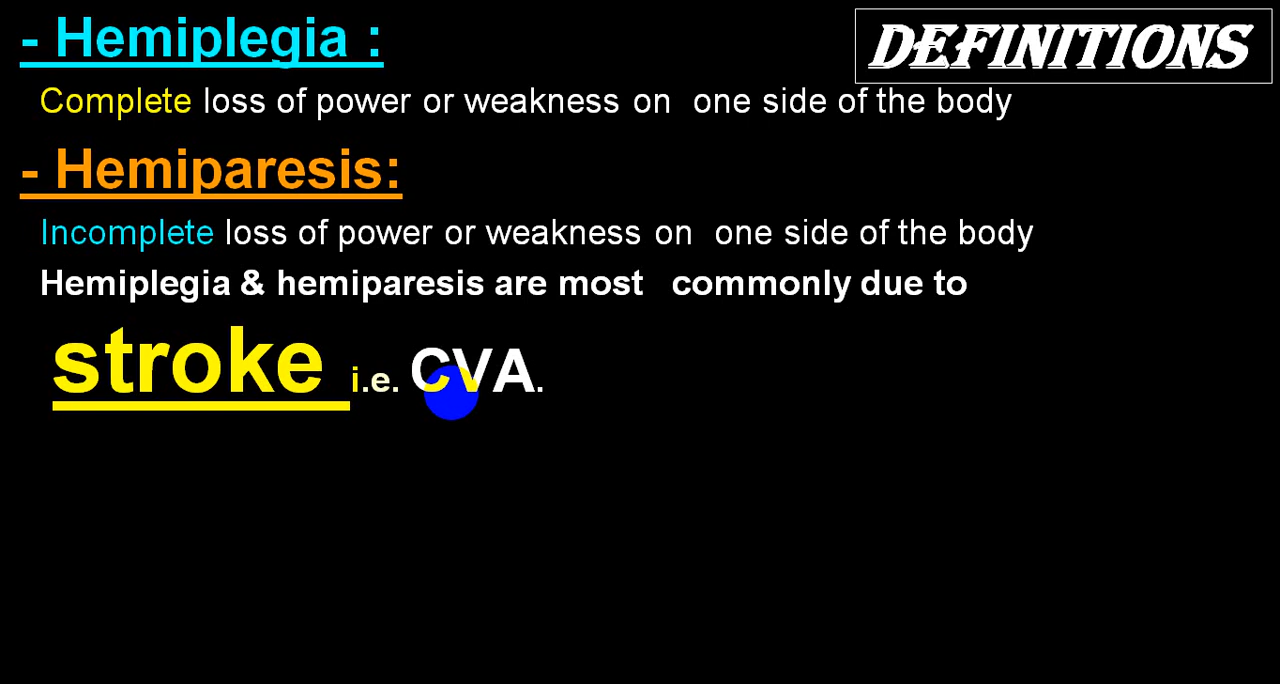 DEFINITIONS
- Hemiplegia :
Complete loss of power or weakness on one side of the body
- Hemiparesis:
Incomplete loss of power or weakness on one side of the body
Hemiplegia & hemiparesis are most commonly due to
stroke i.e. CVA.